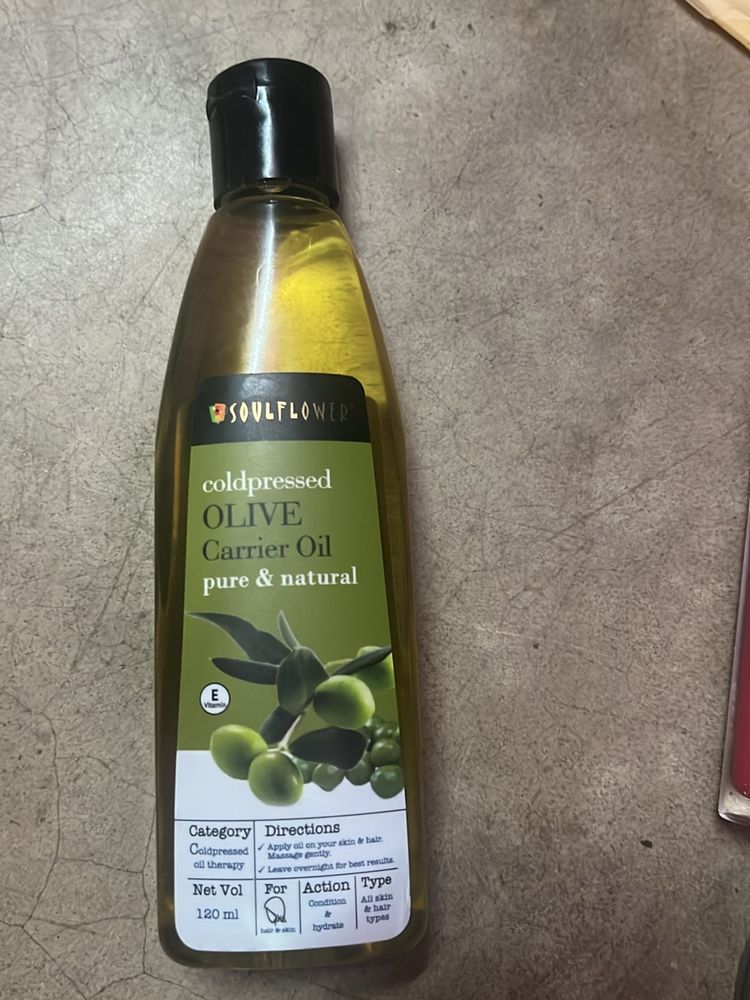 SOULFLOWER
coldpressed
OLIVE
Carrier Oil
pure & natural
E
Vitamin
Category
Coldpressed
oil therapy
Directions
✓ Apply oil on your skin & hair.
Massage gently.
✓ Leave overnight for best results.
Net Vol
120 ml
For
hair & skin
Action
Condition
&
hydrate
Type
All skin
& hair
types